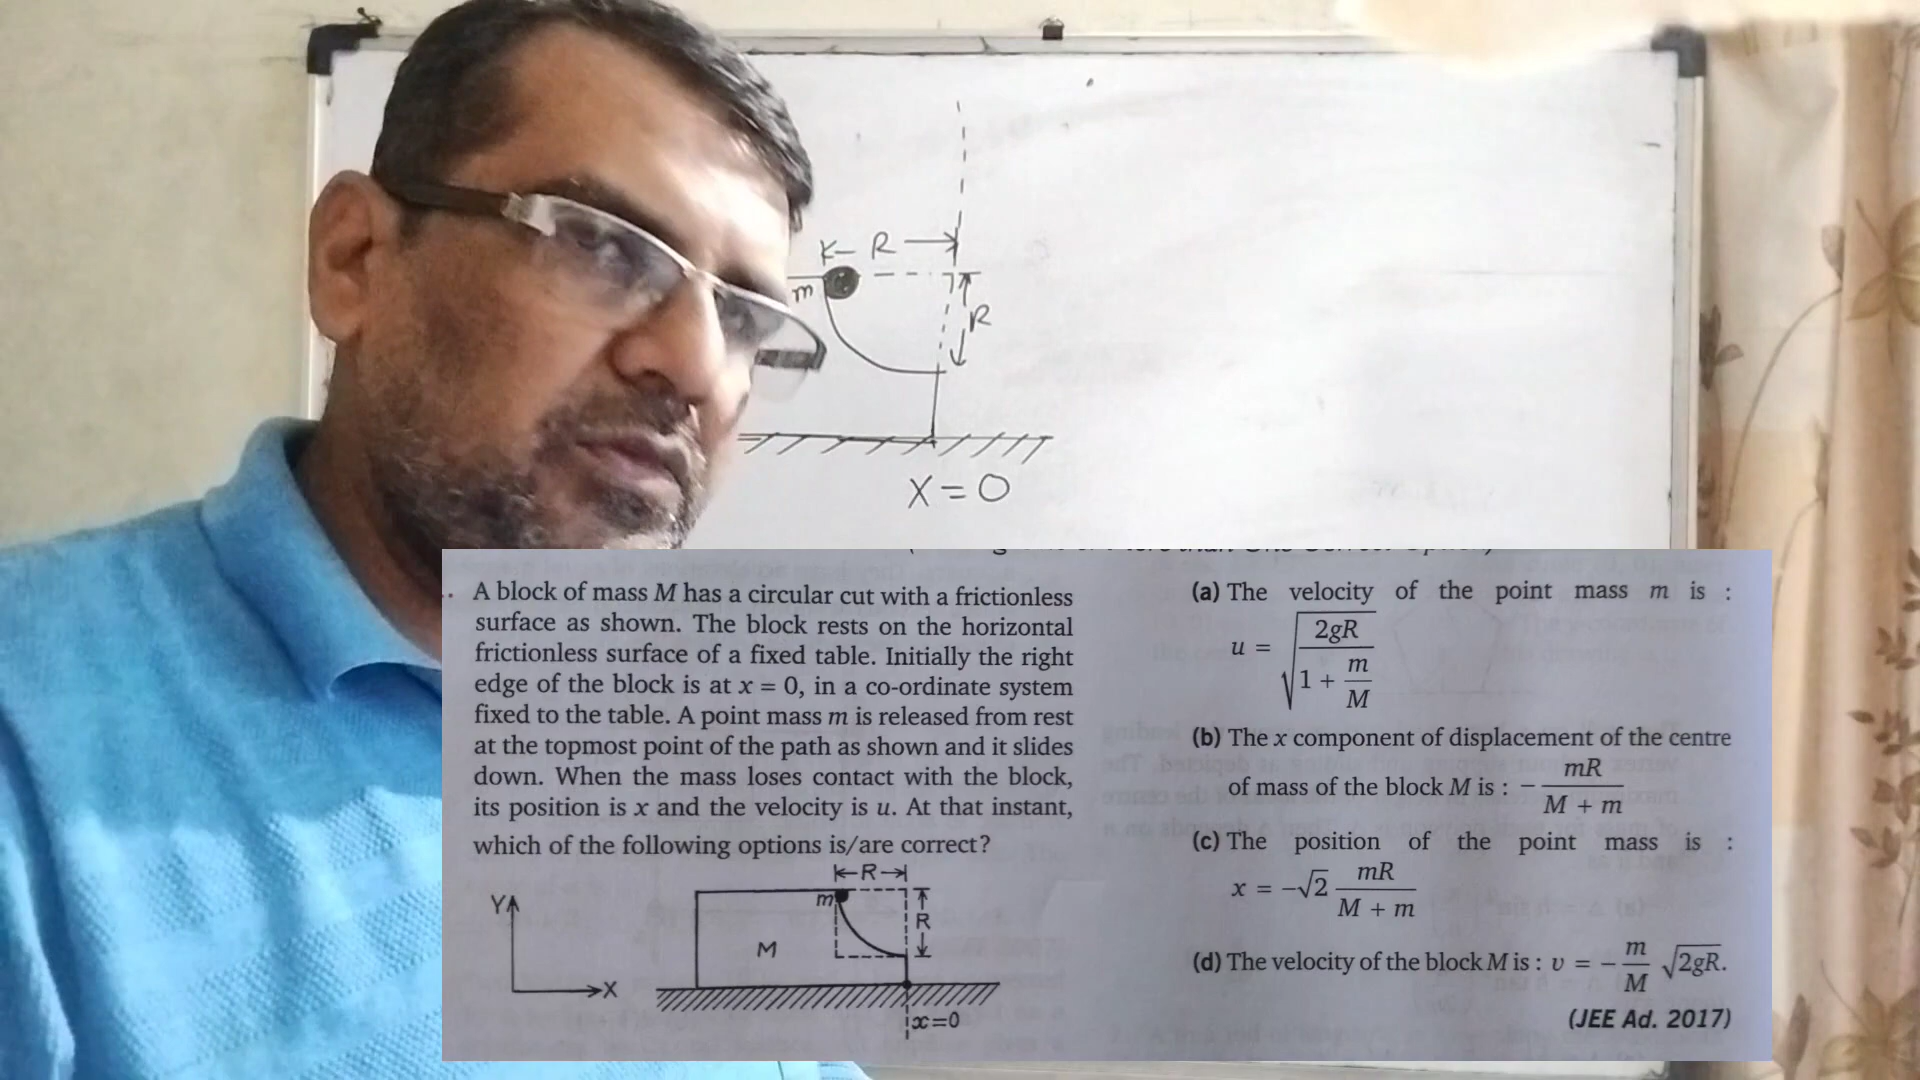 K– R →
m
R
X = 0
A block of mass M has a circular cut with a frictionless
surface as shown. The block rests on the horizontal
frictionless surface of a fixed table. Initially the right
edge of the block is at x = 0, in a co-ordinate system
fixed to the table. A point mass m is released from rest
at the topmost point of the path as shown and it slides
down. When the mass loses contact with the block,
its position is x and the velocity is u. At that instant,
which of the following options is/are correct?
R
m
R
M
Y
X
x=0
(a) The velocity of the point mass m is :
u = √(2gR / (1 + m/M))
(b) The x component of displacement of the centre
of mass of the block M is : − mR / (M + m)
(c) The position of the point mass is :
x = −√2 mR / (M + m)
(d) The velocity of the block M is : v = − m/M √2gR.
(JEE Ad. 2017)